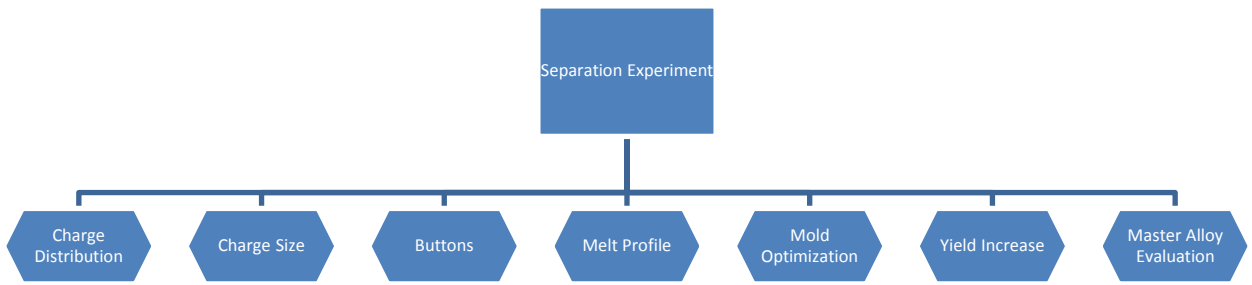 Separation Experiment
Charge
Distribution
Charge Size
Buttons
Melt Profile
Mold
Optimization
Yield Increase
Master Alloy
Evaluation